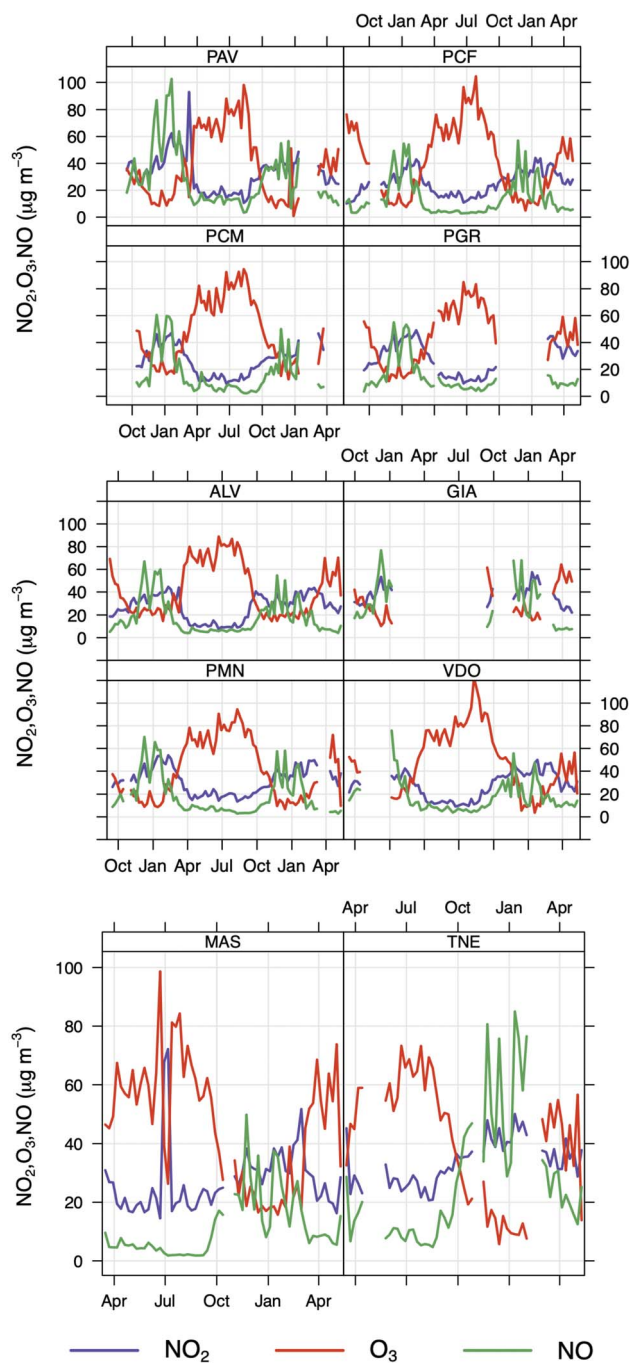 Oct Jan Apr Jul Oct Jan Apr
PAV PCF
100
80
60
40
20
0
PCM PGR
100
80
60
40
20
0
NO₂,O₃,NO (μg m⁻³)
Oct Jan Apr Jul Oct Jan Apr
Oct Jan Apr Jul Oct Jan Apr
ALV GIA
100
80
60
40
20
0
PMN VDO
100
80
60
40
20
0
NO₂,O₃,NO (μg m⁻³)
Oct Jan Apr Jul Oct Jan Apr
Apr Jul Oct Jan Apr
MAS TNE
100
80
60
40
20
0
NO₂,O₃,NO (μg m⁻³)
Apr Jul Oct Jan Apr
NO₂ O₃ NO